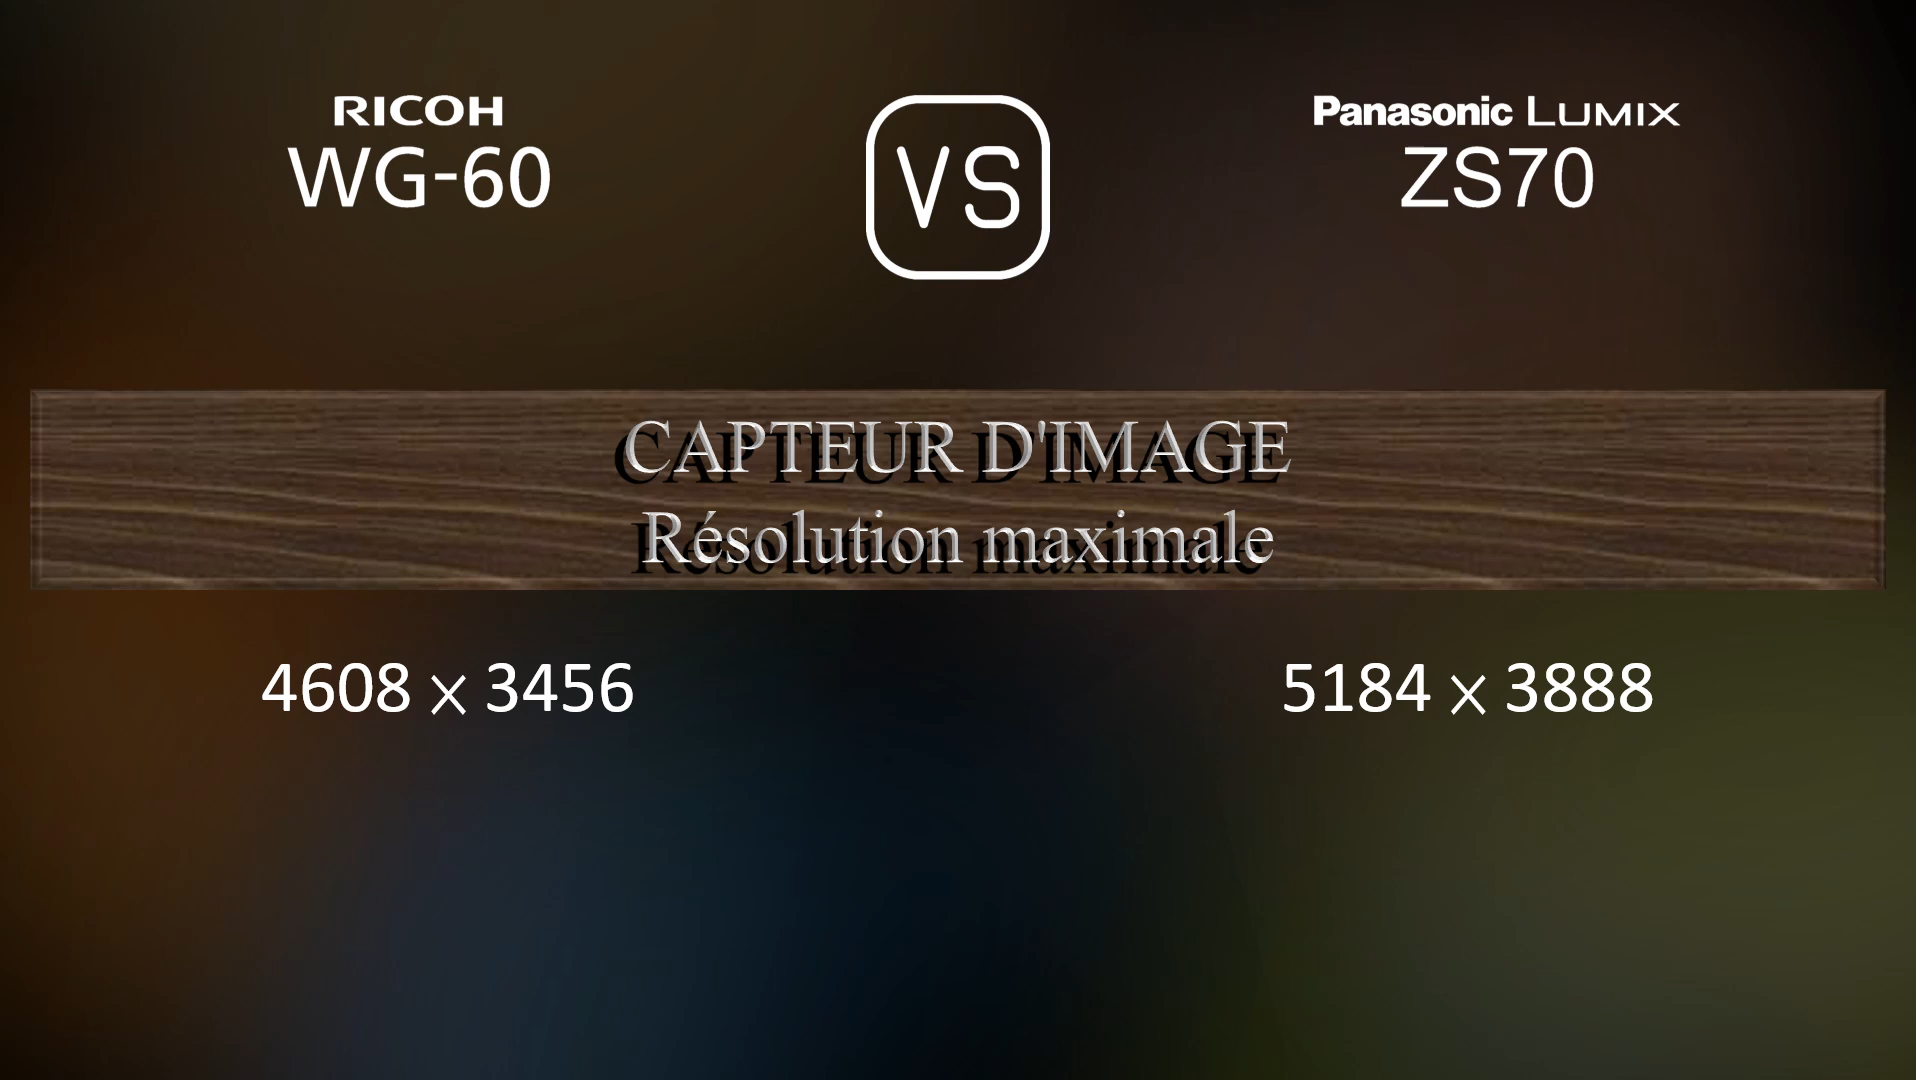 RICOH
WG-60
VS
Panasonic LUMIX
ZS70
CAPTEUR D'IMAGE
Résolution maximale
4608 x 3456
5184 x 3888